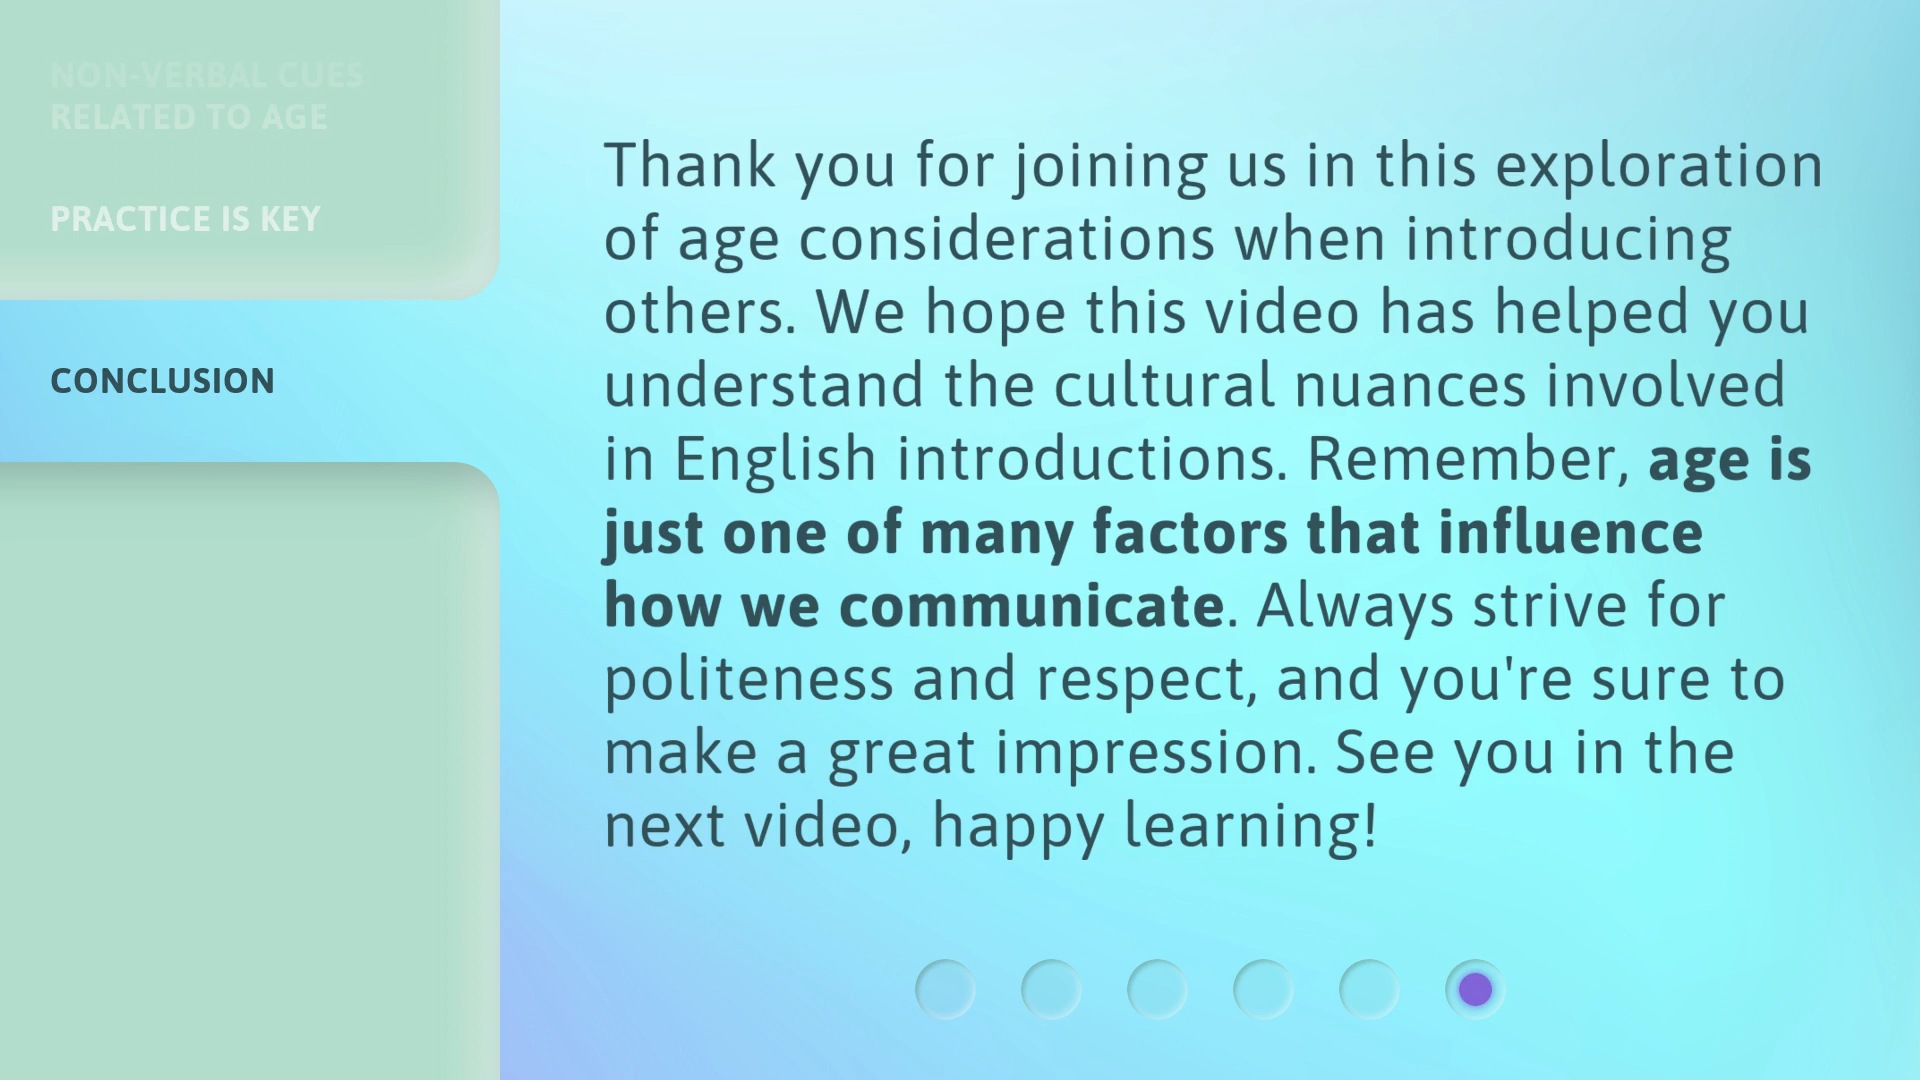 NON-VERBAL CUES
RELATED TO AGE
PRACTICE IS KEY
CONCLUSION
Thank you for joining us in this exploration
of age considerations when introducing
others. We hope this video has helped you
understand the cultural nuances involved
in English introductions. Remember, age is
just one of many factors that influence
how we communicate. Always strive for
politeness and respect, and you're sure to
make a great impression. See you in the
next video, happy learning!